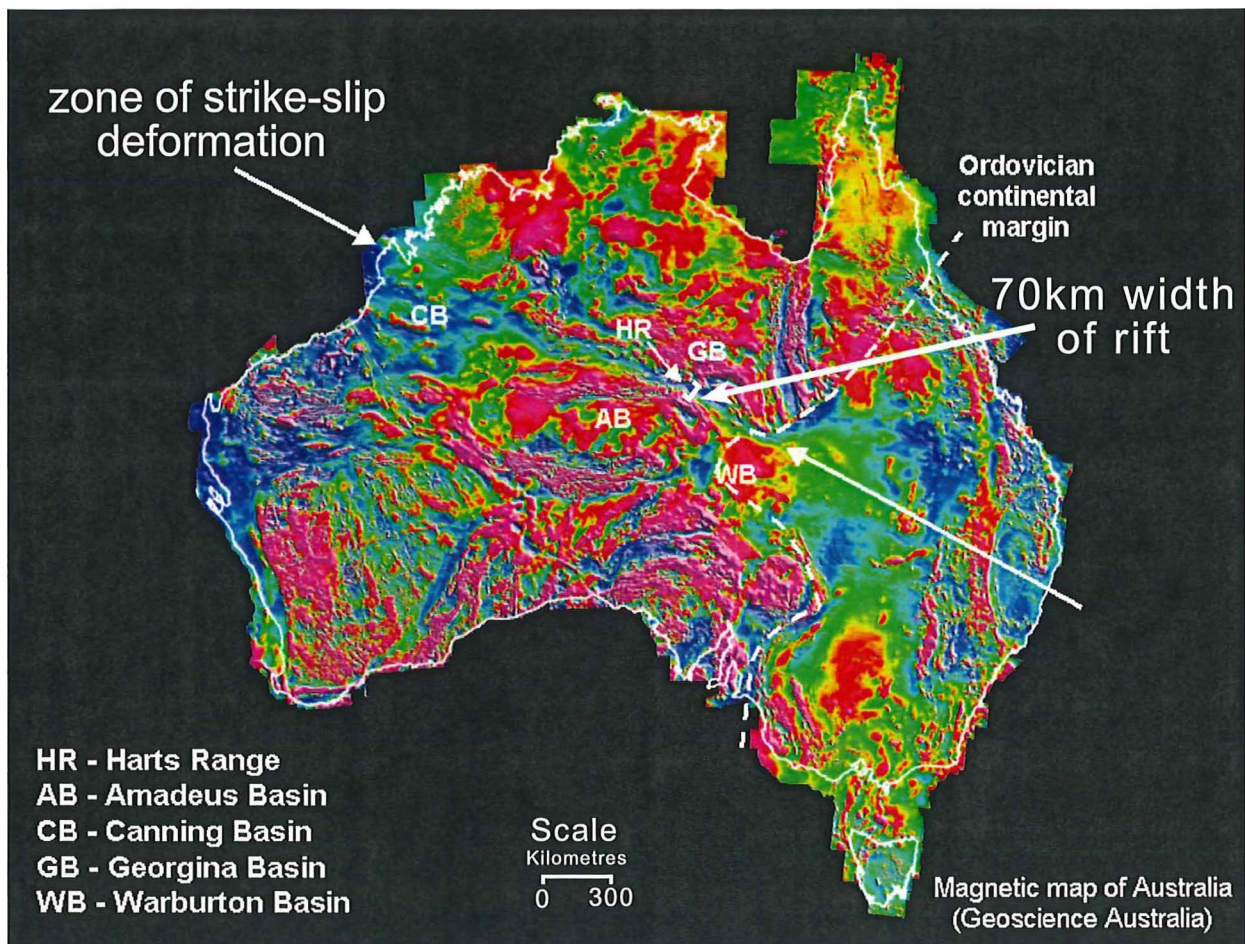 zone of strike-slip
deformation
Ordovician
continental
margin
70km width
of rift
CB
HR
GB
AB
WB
HR - Harts Range
AB - Amadeus Basin
CB - Canning Basin
GB - Georgina Basin
WB - Warburton Basin
Scale
Kilometres
0 300
Magnetic map of Australia
(Geoscience Australia)